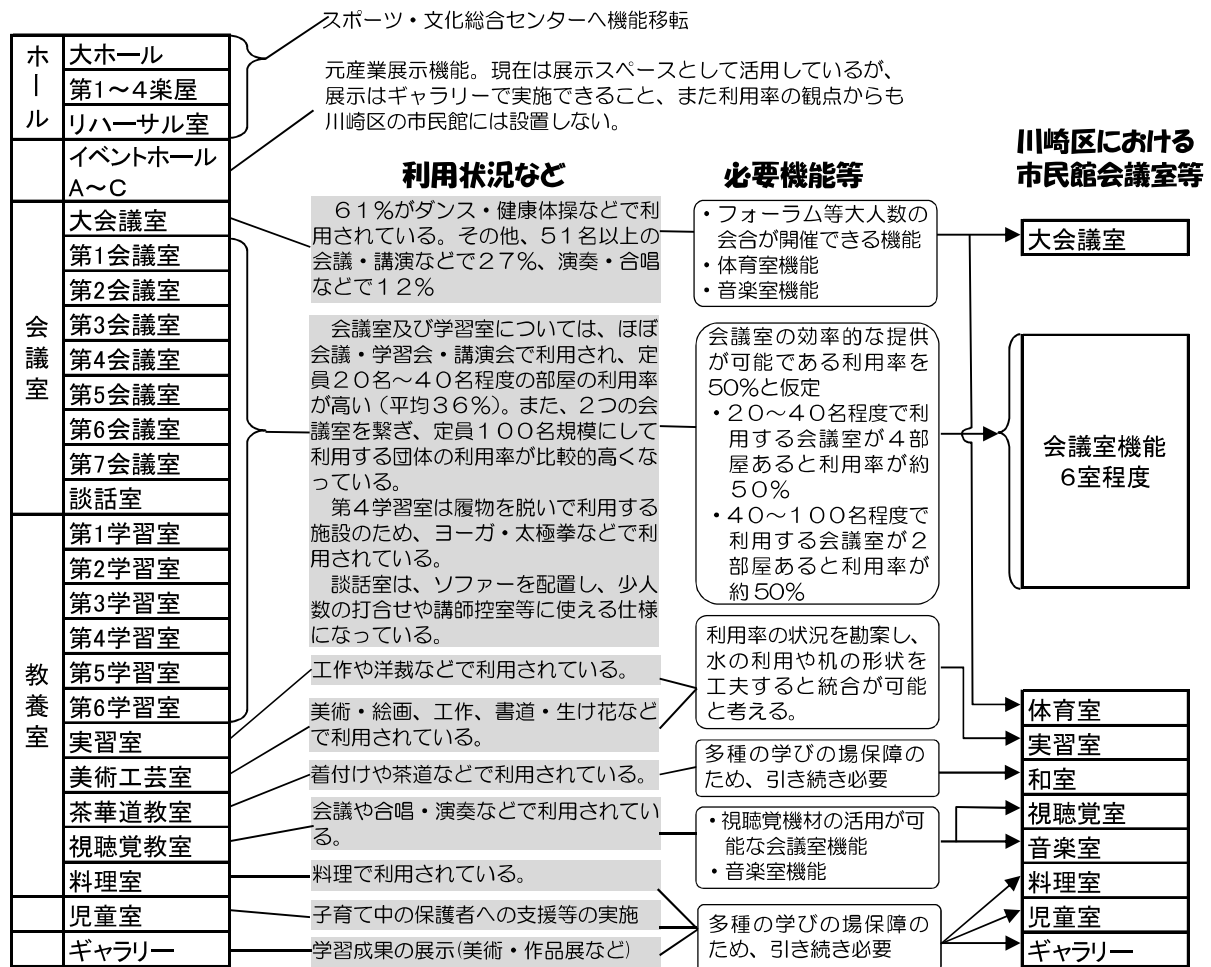 スポーツ・文化総合センターへ機能移転
元産業展示機能。現在は展示スペースとして活用しているが、
展示はギャラリーで実施できること、また利用率の観点からも
川崎区の市民館には設置しない。
ホール
大ホール
第1～4楽屋
リハーサル室
イベントホール
A～C
会議室
大会議室
第1会議室
第2会議室
第3会議室
第4会議室
第5会議室
第6会議室
第7会議室
談話室
教養室
第1学習室
第2学習室
第3学習室
第4学習室
第5学習室
第6学習室
実習室
美術工芸室
茶華道教室
視聴覚教室
料理室
児童室
ギャラリー
利用状況など
６１％がダンス・健康体操などで利
用されている。その他、５１名以上の
会議・講演などで２７％、演奏・合唱
などで１２％
会議室及び学習室については、ほぼ
会議・学習会・講演会で利用され、定
員２０名～４０名程度の部屋の利用率
が高い（平均３６％）。また、２つの会
議室を繋ぎ、定員１００名規模にして
利用する団体の利用率が比較的高くな
っている。
第４学習室は履物を脱いで利用する
施設のため、ヨーガ・太極拳などで利
用されている。
談話室は、ソファーを配置し、少人
数の打合せや講師控室等に使える仕様
になっている。
工作や洋裁などで利用されている。
美術・絵画、工作、書道・生け花など
で利用されている。
着付けや茶道などで利用されている。
会議や合唱・演奏などで利用されてい
る。
料理で利用されている。
子育て中の保護者への支援等の実施
学習成果の展示(美術・作品展など)
必要機能等
・フォーラム等大人数の
会合が開催できる機能
・体育室機能
・音楽室機能
会議室の効率的な提供
が可能である利用率を
50%と仮定
・２０～４０名程度で利
用する会議室が４部
屋あると利用率が約
５０％
・４０～１００名程度で
利用する会議室が２
部屋あると利用率が
約50%
利用率の状況を勘案し、
水の利用や机の形状を
工夫すると統合が可能
と考える。
多種の学びの場保障の
ため、引き続き必要
・視聴覚機材の活用が可
能な会議室機能
・音楽室機能
多種の学びの場保障の
ため、引き続き必要
川崎区における
市民館会議室等
大会議室
会議室機能
6室程度
体育室
実習室
和室
視聴覚室
音楽室
料理室
児童室
ギャラリー